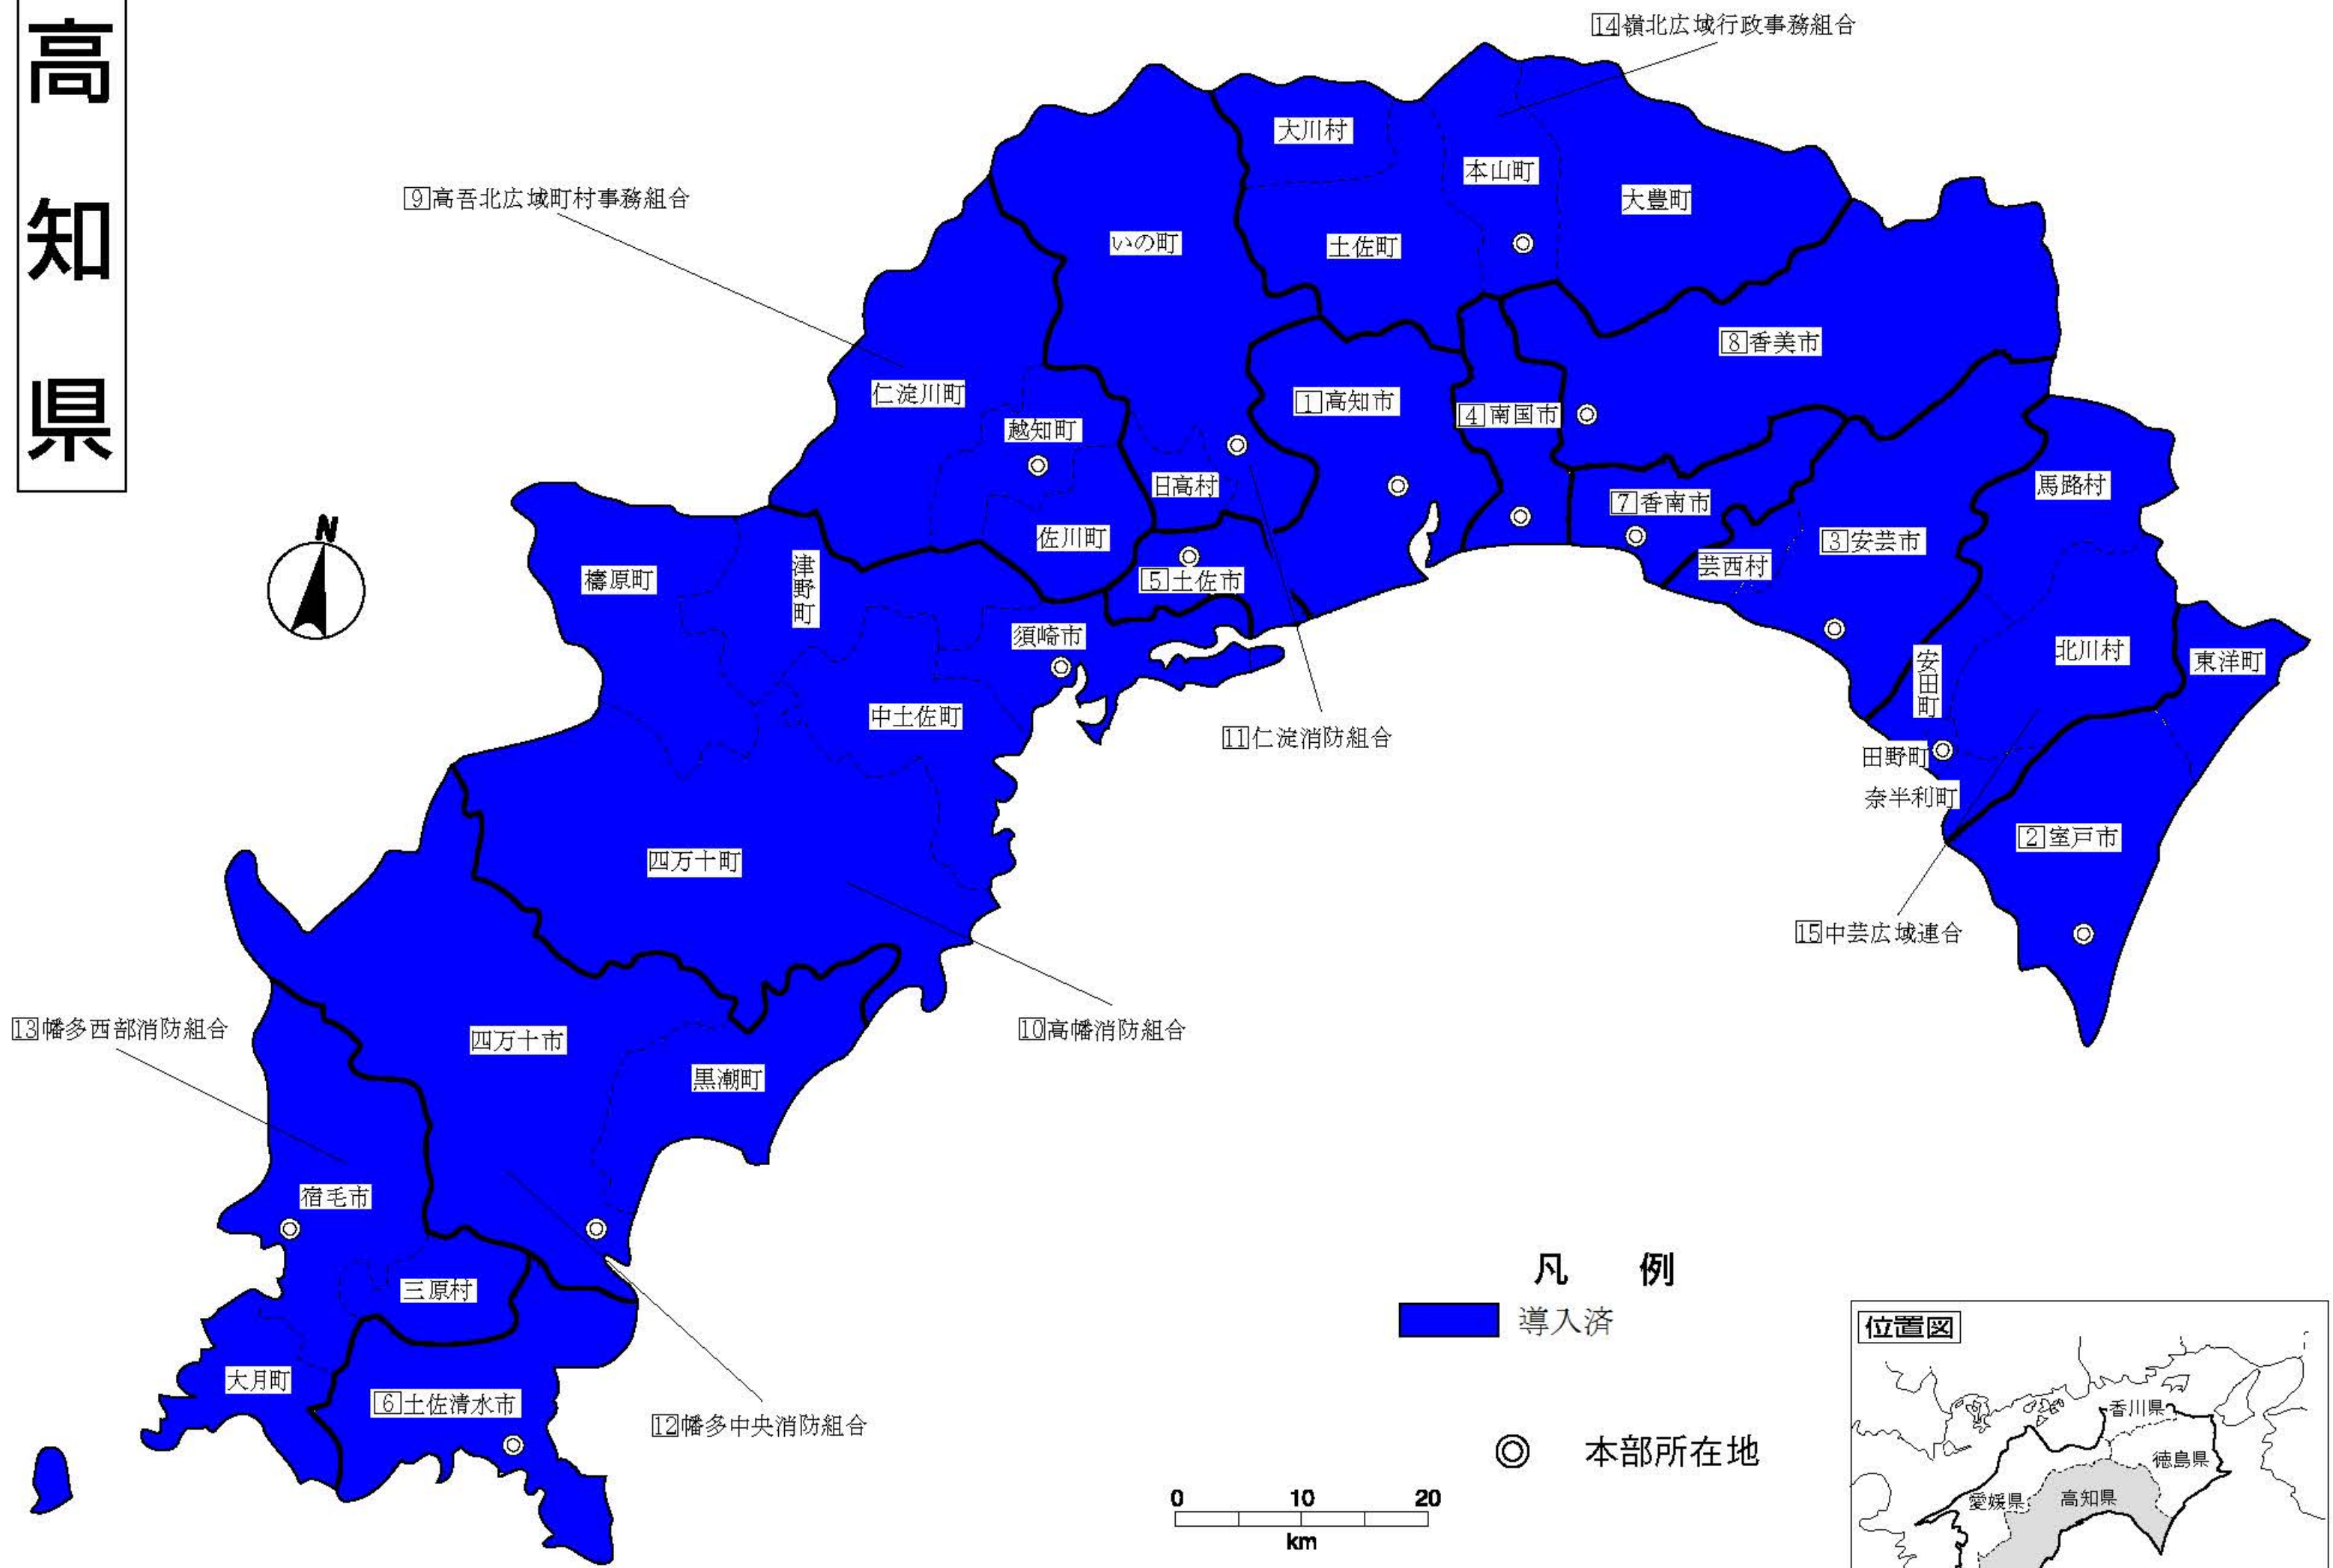 高知県
14嶺北広域行政事務組合
大川村
本山町
大豊町
9高吾北広域町村事務組合
いの町
土佐町
8香美市
仁淀川町
1高知市
4南国市
越知町
日高村
馬路村
7香南市
佐川町
3安芸市
芸西村
檮原町
津野町
5土佐市
須崎市
北川村
東洋町
安田町
中土佐町
11仁淀消防組合
田野町
奈半利町
2室戸市
四万十町
15中芸広域連合
13幡多西部消防組合
10高幡消防組合
四万十市
黒潮町
宿毛市
三原村
大月町
6土佐清水市
12幡多中央消防組合
N
凡 例
導入済
本部所在地
0 10 20
km
位置図
香川県
徳島県
愛媛県
高知県